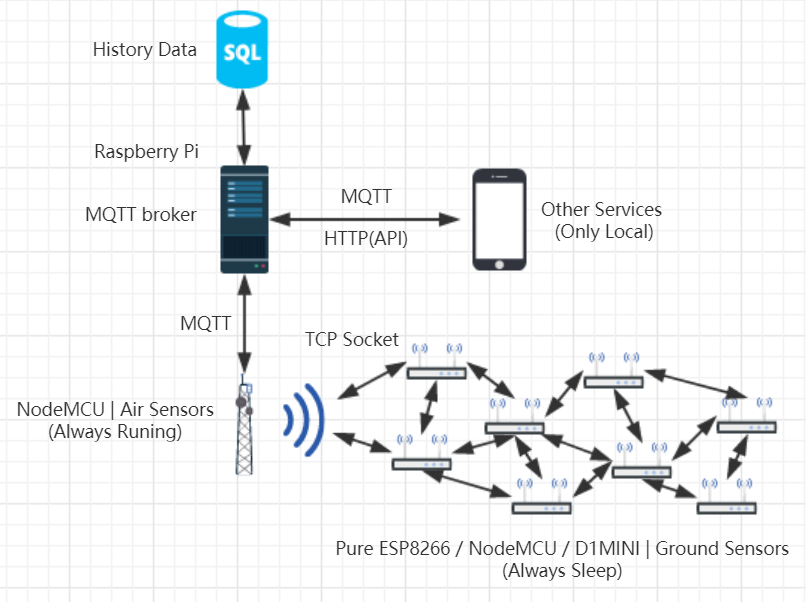 SQL
History Data
Raspberry Pi
MQTT broker
MQTT
HTTP(API)
Other Services
(Only Local)
MQTT
TCP Socket
NodeMCU | Air Sensors
(Always Runing)
Pure ESP8266 / NodeMCU / D1MINI | Ground Sensors
(Always Sleep)